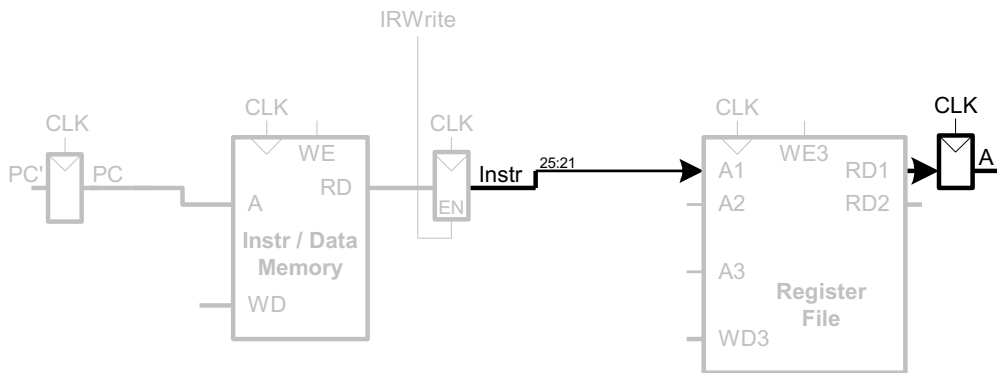 IRWrite
CLK
CLK
CLK
CLK
CLK
PC'
PC
WE
RD
A
Instr / Data
Memory
WD
EN
Instr
25:21
A1
WE3
RD1
A
A2
RD2
A3
Register
File
WD3